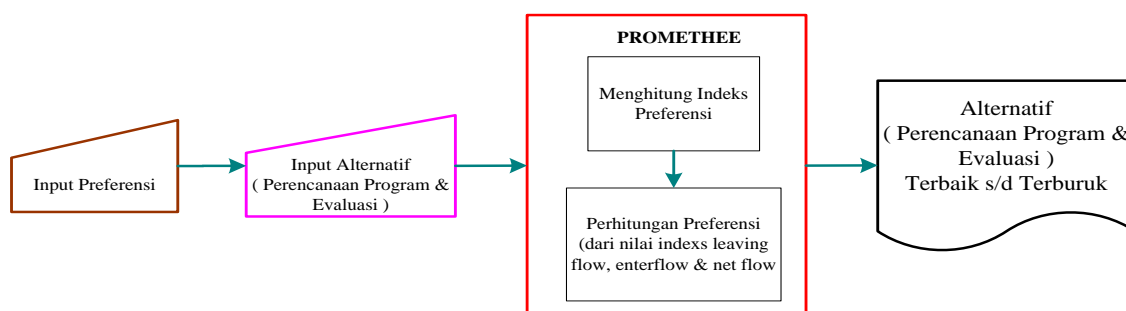 Input Preferensi
Input Alternatif
( Perencanaan Program &
Evaluasi )
PROMETHEE
Menghitung Indeks
Preferensi
Perhitungan Preferensi
(dari nilai indexs leaving
flow, enterflow & net flow
Alternatif
( Perencanaan Program &
Evaluasi )
Terbaik s/d Terburuk